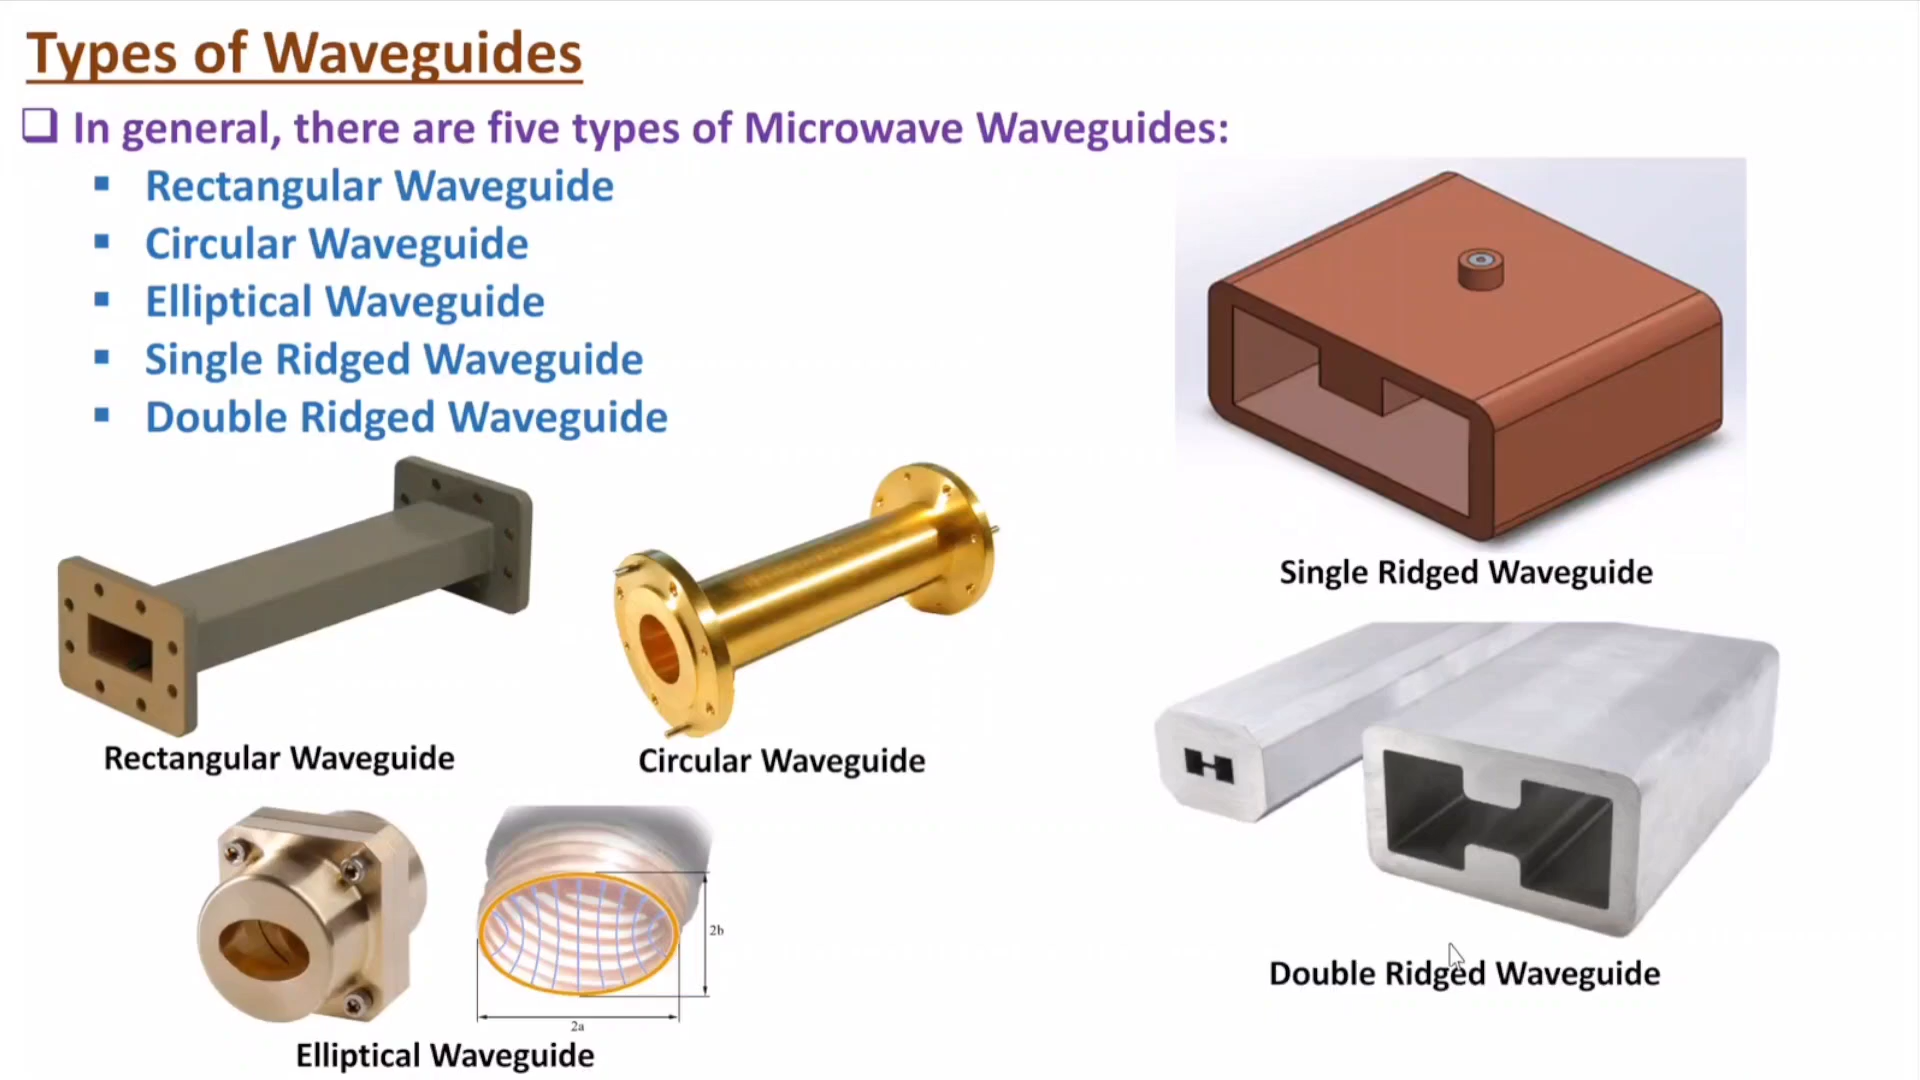 Types of Waveguides
❑ In general, there are five types of Microwave Waveguides:
▪ Rectangular Waveguide
▪ Circular Waveguide
▪ Elliptical Waveguide
▪ Single Ridged Waveguide
▪ Double Ridged Waveguide
Single Ridged Waveguide
Rectangular Waveguide
Circular Waveguide
2b
2a
Elliptical Waveguide
Double Ridged Waveguide